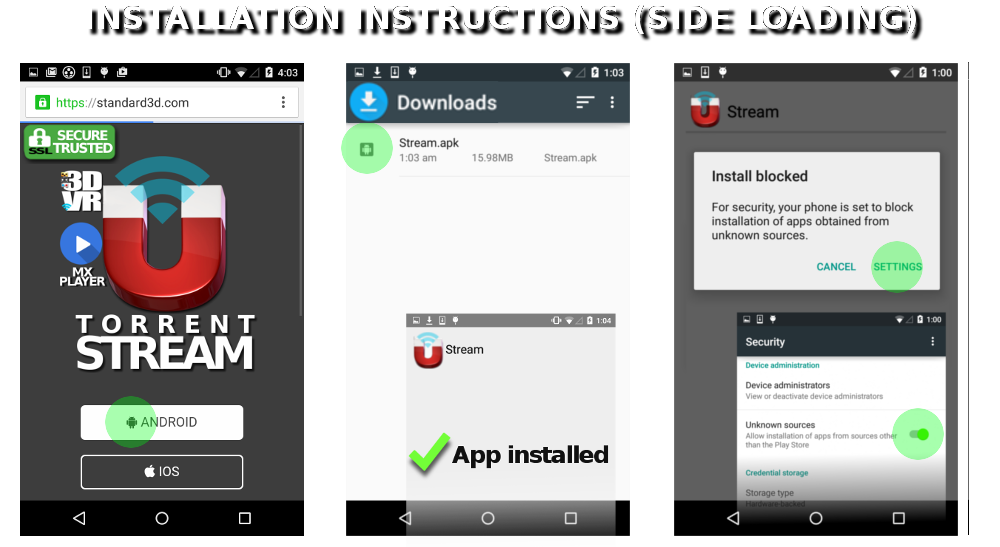 INSTALLATION INSTRUCTIONS (SIDE LOADING)
4:03
https://standard3d.com
SSL SECURE
TRUSTED
3D
VR
MX
PLAYER
TORRENT
STREAM
ANDROID
IOS
1:03
Downloads
Stream.apk
1:03 am 15.98MB Stream.apk
1:04
Stream
App installed
1:00
Stream
Install blocked
For security, your phone is set to block
installation of apps obtained from
unknown sources.
CANCEL SETTINGS
1:00
Security
Device administration
Device administrators
View or deactivate device administrators
Unknown sources
Allow installation of apps from sources other
than the Play Store
Credential storage
Storage type
Hardware-backed